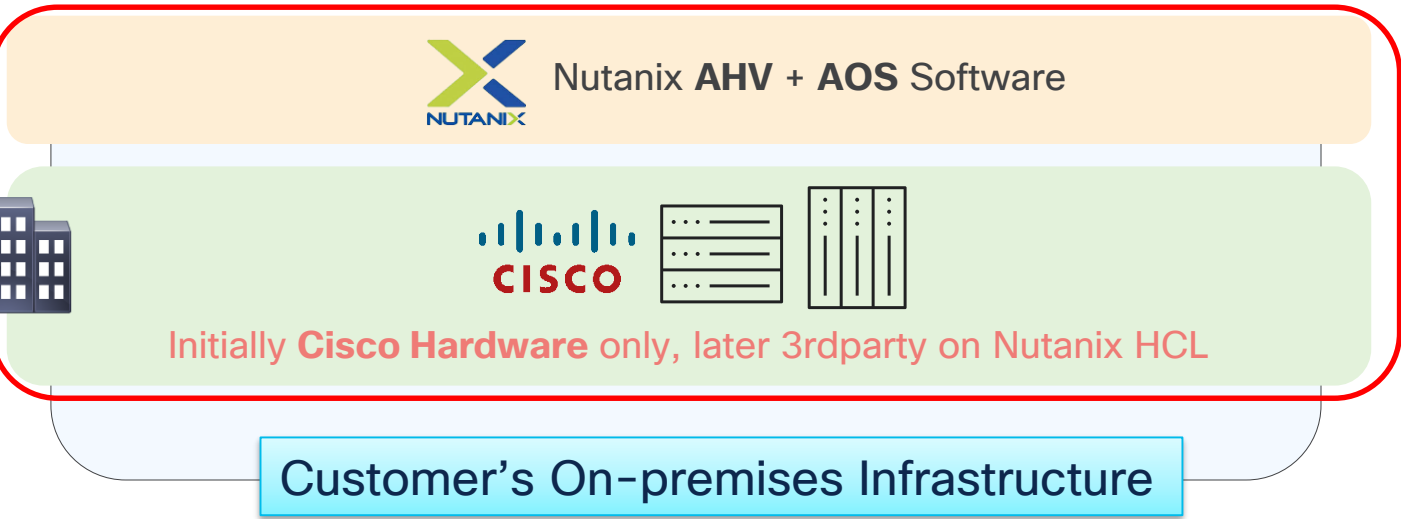 NUTANIX
Nutanix AHV + AOS Software
CISCO
Initially Cisco Hardware only, later 3rdparty on Nutanix HCL
Customer's On-premises Infrastructure